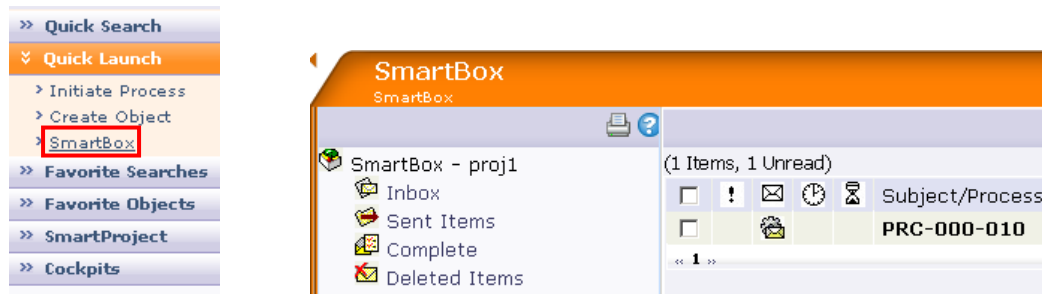 » Quick Search
Quick Launch
› Initiate Process
› Create Object
› SmartBox
» Favorite Searches
» Favorite Objects
» SmartProject
» Cockpits
SmartBox
SmartBox
SmartBox - proj1
Inbox
Sent Items
Complete
Deleted Items
(1 Items, 1 Unread)
! Subject/Process
PRC-000-010
« 1 »